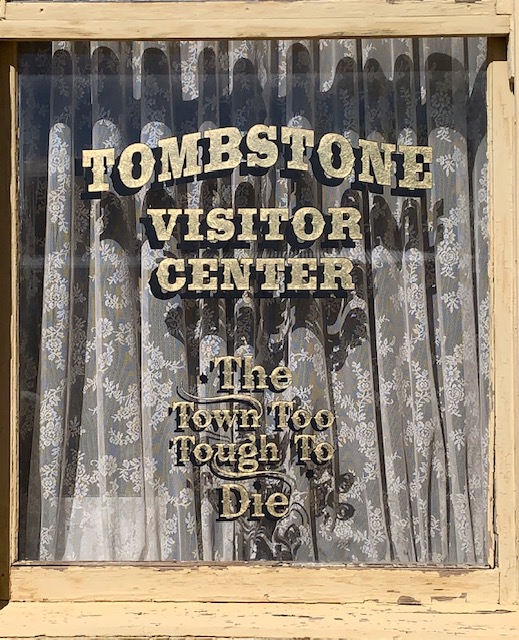 TOMBSTONE
VISITOR
CENTER
The
Town Too
Tough To
Die